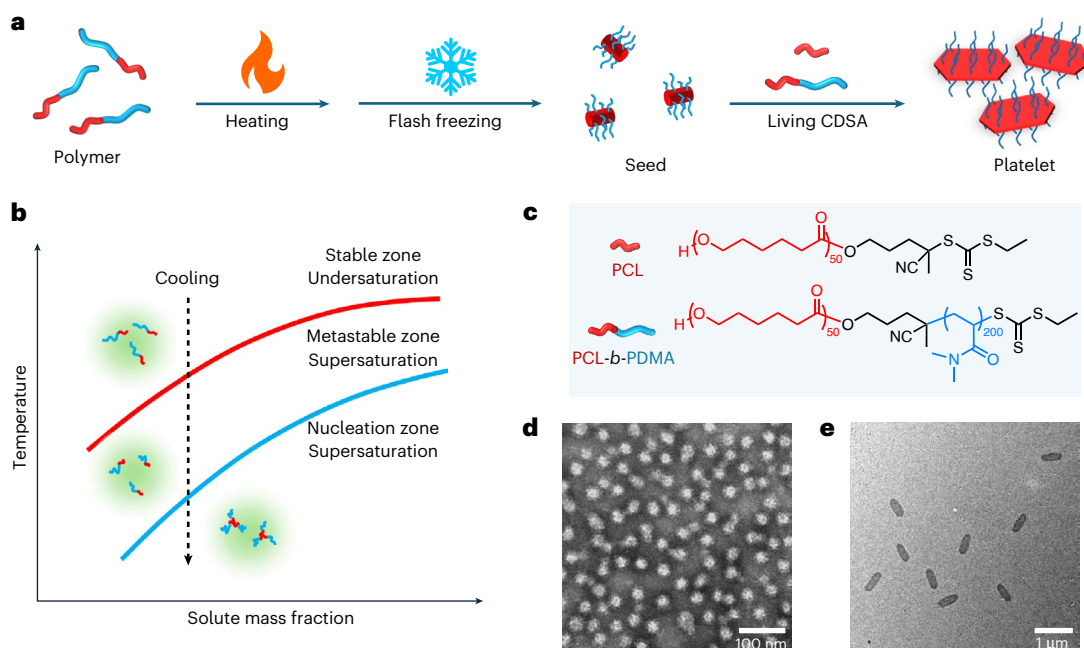 a
Polymer
Heating
Flash freezing
Seed
Living CDSA
Platelet
b
Temperature
Cooling
Stable zone
Undersaturation
Metastable zone
Supersaturation
Nucleation zone
Supersaturation
Solute mass fraction
c
PCL
H
O
50
O
O
NC
S
S
S
PCL-b-PDMA
H
O
50
O
O
NC
200
N
O
S
S
S
d
100 nm
e
1 µm